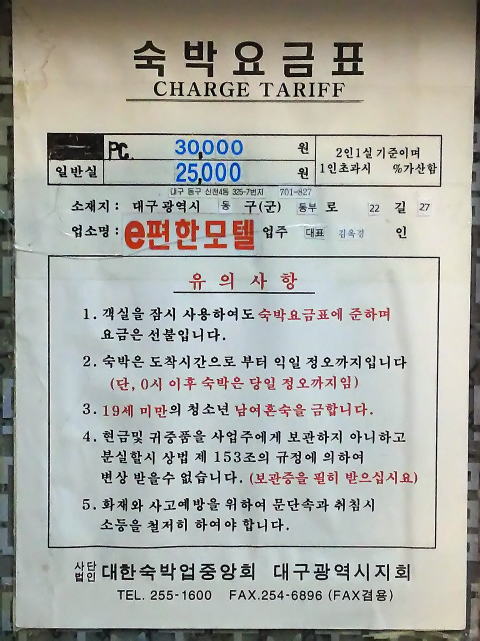 숙박요금표
CHARGE TARIFF
PC. 30,000 원
일반실 25,000 원
2인1실 기준이며
1인초과시 %가산함
대구 동구 신천4동 325-7번지 701-827
소재지 : 대구광역시 동 구(군) 동부 로 22 길 27
업소명 : e편한모텔 업주 대표 김옥경 인
유의사항
1. 객실을 잠시 사용하여도 숙박요금표에 준하며
요금은 선불입니다.
2. 숙박은 도착시간으로 부터 익일 정오까지입니다
(단, 0시 이후 숙박은 당일 정오까지임)
3. 19세 미만의 청소년 남여혼숙을 금합니다.
4. 현금및 귀중품을 사업주에게 보관하지 아니하고
분실할시 상법 제 153조의 규정에 의하여
변상 받을수 없습니다. (보관증을 필히 받으십시요)
5. 화재와 사고예방을 위하여 문단속과 취침시
소등을 철저히 하여야 합니다.
사단법인 대한숙박업중앙회 대구광역시지회
TEL. 255-1600 FAX.254-6896 (FAX겸용)